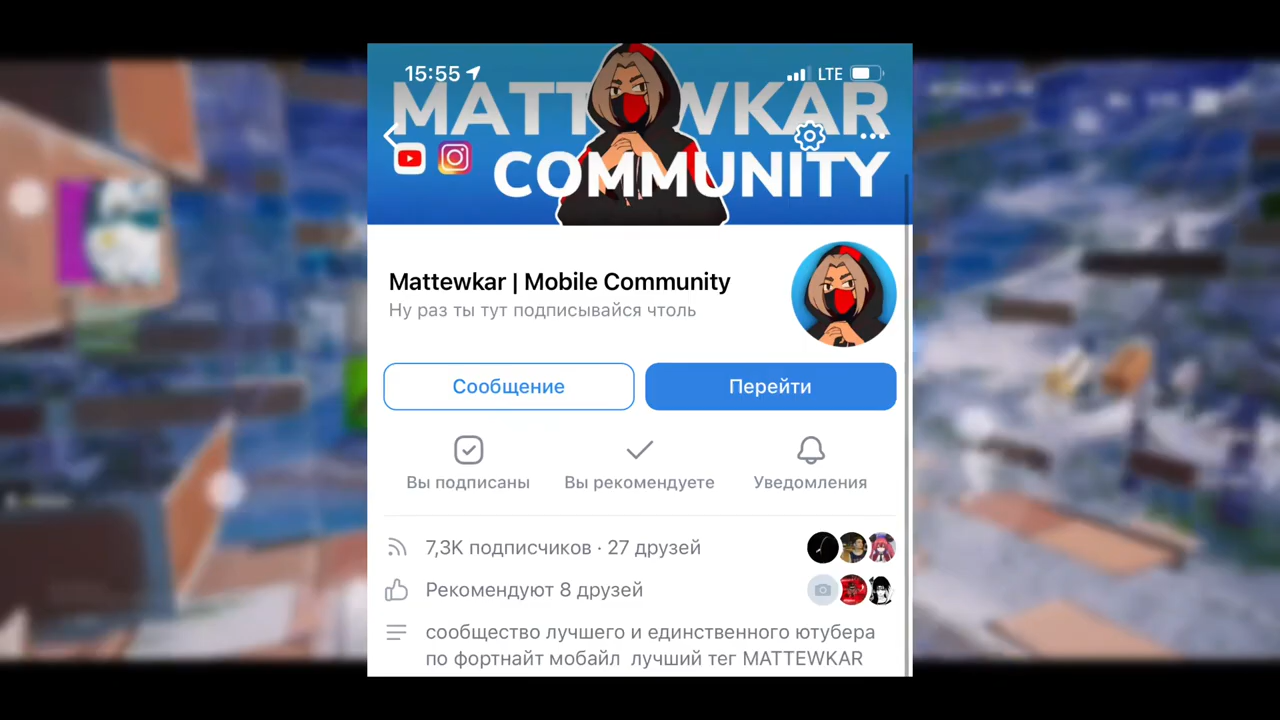 15:55
LTE
MATTEWKAR
COMMUNITY
Mattewkar | Mobile Community
Ну раз ты тут подписывайся чтоль
Сообщение
Перейти
Вы подписаны
Вы рекомендуете
Уведомления
7,3K подписчиков · 27 друзей
Рекомендуют 8 друзей
сообщество лучшего и единственного ютубера
по фортнайт мобайл лучший тег MATTEWKAR